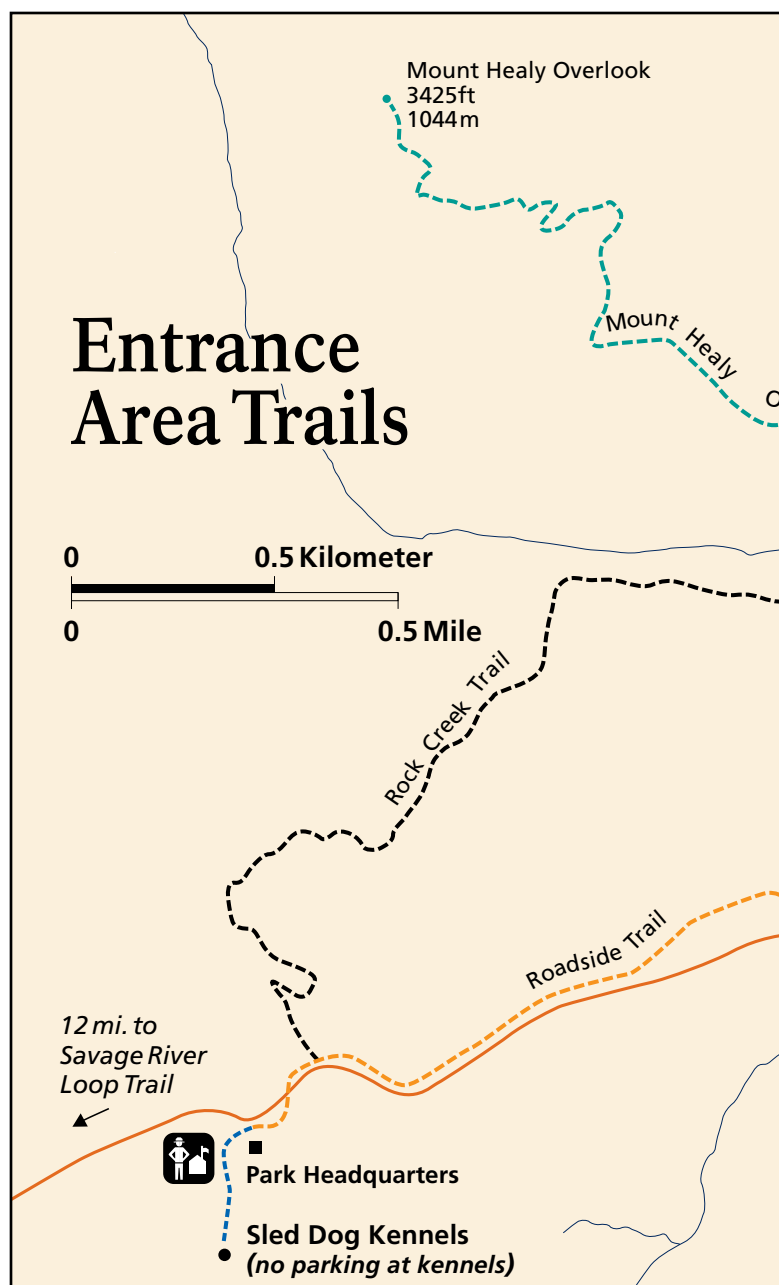 Mount Healy Overlook
3425ft
1044m
Mount Healy
O
Entrance
Area Trails
0 0.5 Kilometer
0 0.5 Mile
Rock Creek Trail
Roadside Trail
12 mi. to
Savage River
Loop Trail
Park Headquarters
Sled Dog Kennels
(no parking at kennels)